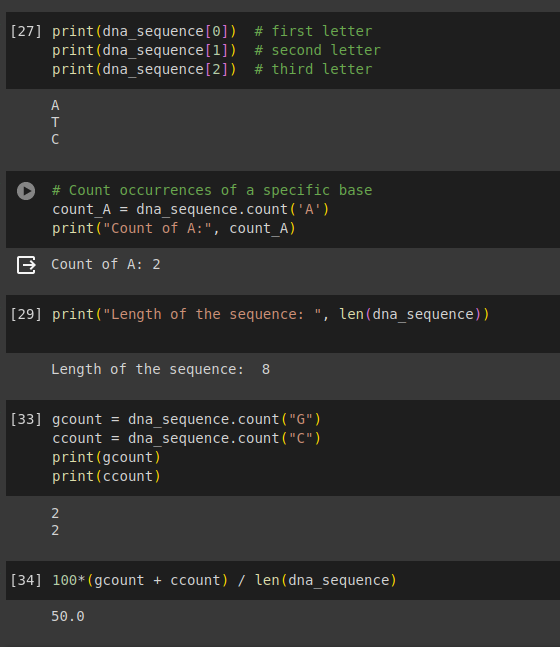 [27] print(dna_sequence[0])  # first letter
print(dna_sequence[1])  # second letter
print(dna_sequence[2])  # third letter
A
T
C
# Count occurrences of a specific base
count_A = dna_sequence.count('A')
print("Count of A:", count_A)
Count of A: 2
[29] print("Length of the sequence: ", len(dna_sequence))
Length of the sequence:  8
[33] gcount = dna_sequence.count("G")
ccount = dna_sequence.count("C")
print(gcount)
print(ccount)
2
2
[34] 100*(gcount + ccount) / len(dna_sequence)
50.0